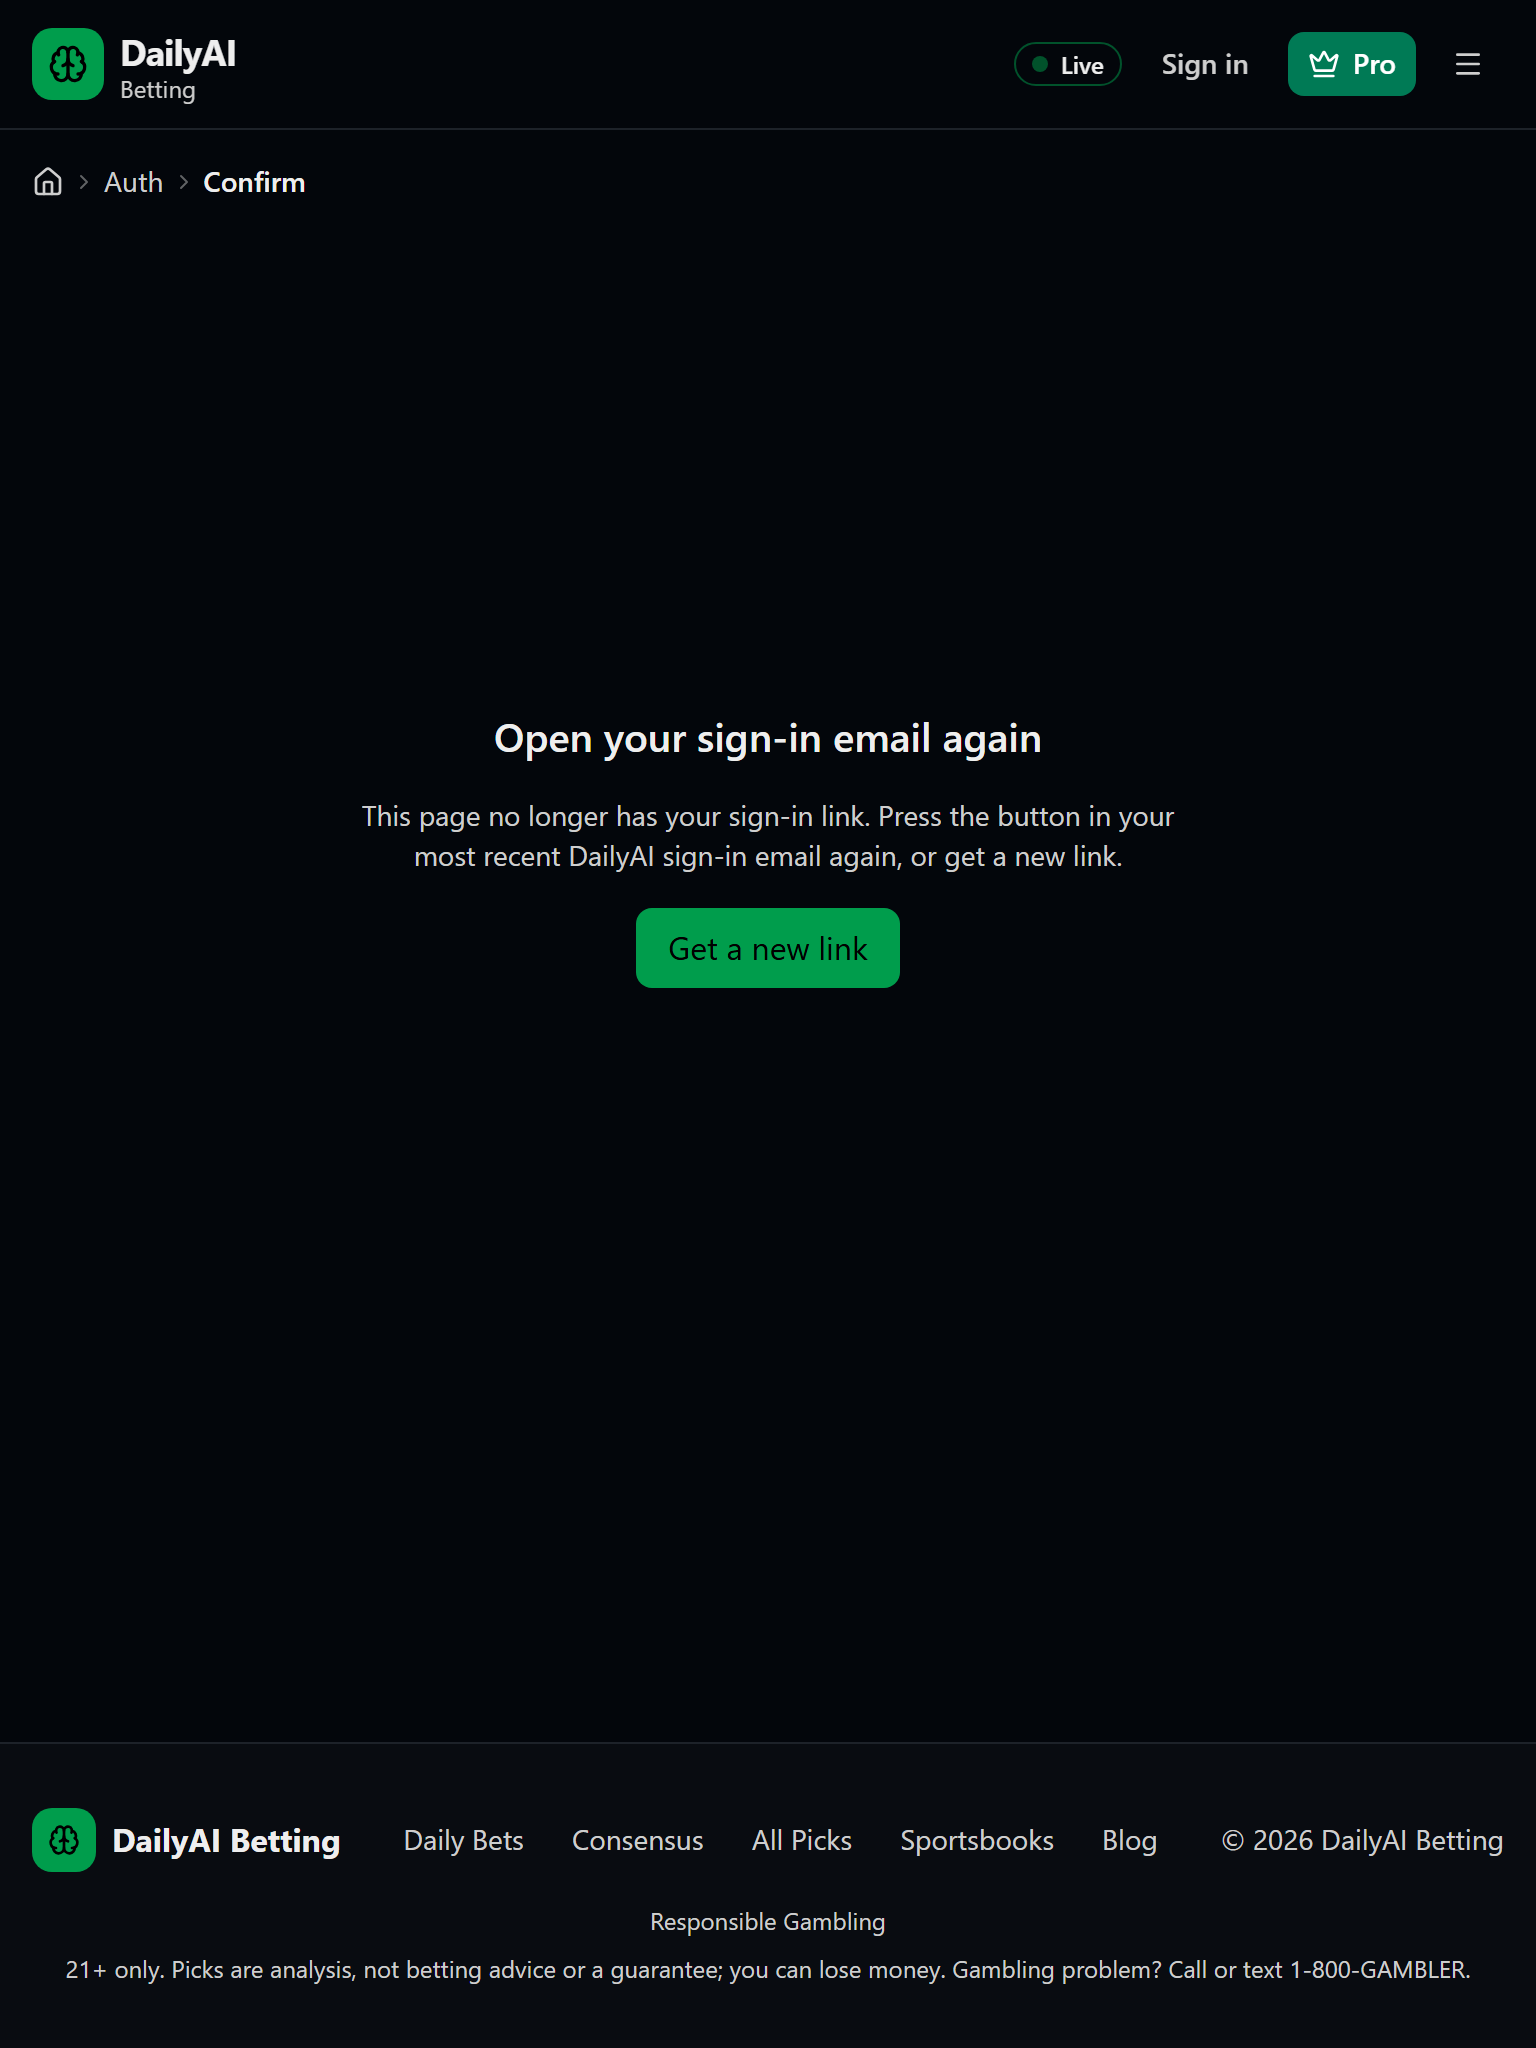 DailyAI
Betting
Live
Sign in
Pro
Auth
Confirm
Open your sign-in email again
This page no longer has your sign-in link. Press the button in your
most recent DailyAI sign-in email again, or get a new link.
Get a new link
DailyAI Betting
Daily Bets
Consensus
All Picks
Sportsbooks
Blog
© 2026 DailyAI Betting
Responsible Gambling
21+ only. Picks are analysis, not betting advice or a guarantee; you can lose money. Gambling problem? Call or text 1-800-GAMBLER.